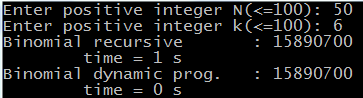 Enter positive integer N(<=100): 50
Enter positive integer k(<=100): 6
Binomial recursive      : 15890700
        time = 1 s
Binomial dynamic prog.  : 15890700
        time = 0 s